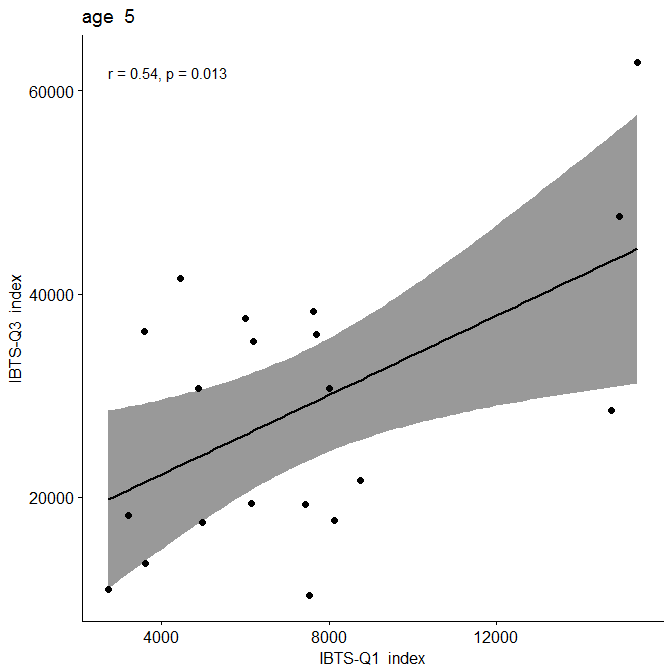 age 5
r = 0.54, p = 0.013
60000
40000
20000
IBTS-Q3 index
4000
8000
12000
IBTS-Q1 index